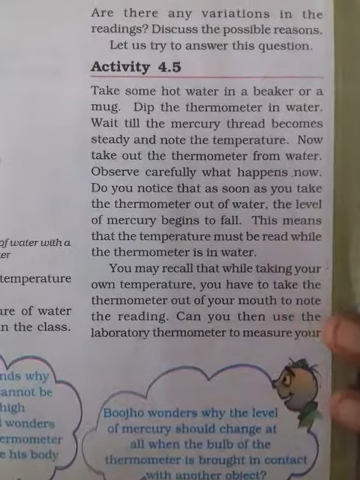 Are there any variations in the
readings? Discuss the possible reasons.
Let us try to answer this question.
Activity 4.5
Take some hot water in a beaker or a
mug. Dip the thermometer in water.
Wait till the mercury thread becomes
steady and note the temperature. Now
take out the thermometer from water.
Observe carefully what happens now.
Do you notice that as soon as you take
the thermometer out of water, the level
of mercury begins to fall. This means
that the temperature must be read while
the thermometer is in water.
You may recall that while taking your
own temperature, you have to take the
thermometer out of your mouth to note
the reading. Can you then use the
laboratory thermometer to measure your
of water with a
temperature
of water
the class.
why
high
wonders
his body
Boojho wonders why the level
of mercury should change at
all when the bulb of the
thermometer is brought in contact
with another object?